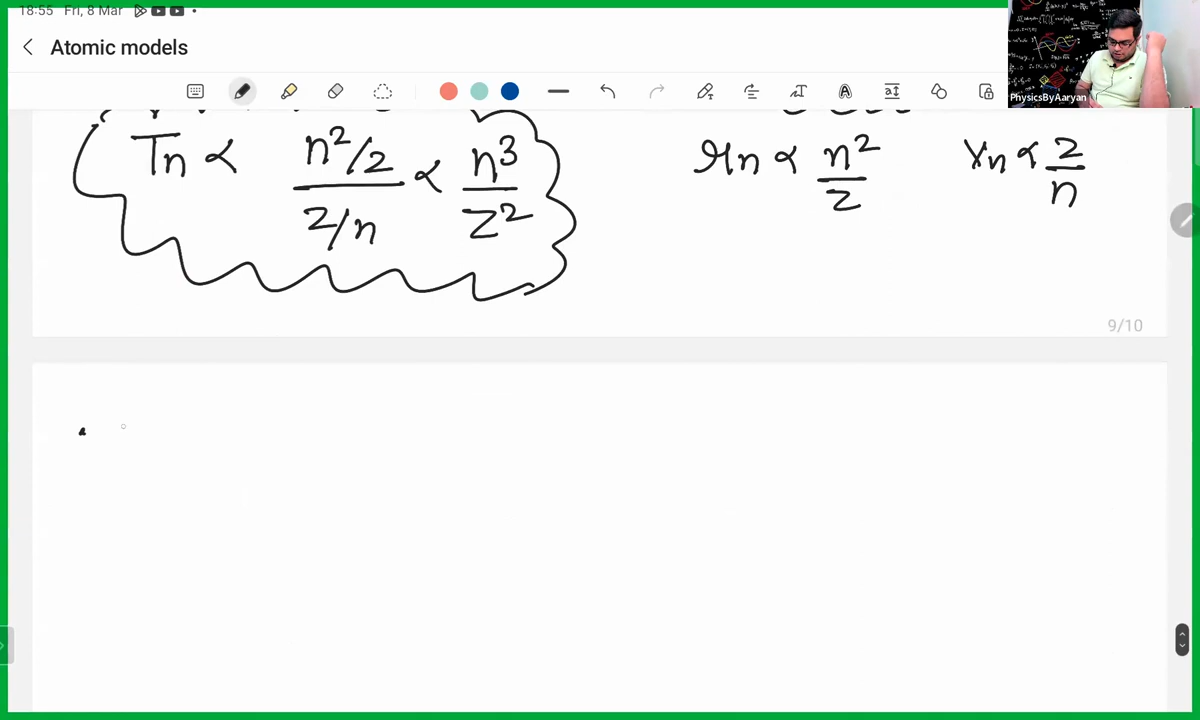 18:55 Fri, 8 Mar
Atomic models
PhysicsByAaryan
Tn ∝ n²/z / z/n ∝ n³/z²
rn ∝ n²/z
vn ∝ z/n
9/10